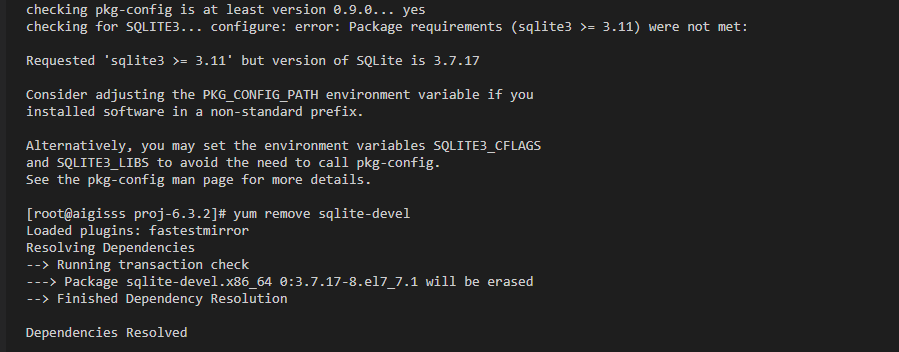 checking pkg-config is at least version 0.9.0... yes
checking for SQLITE3... configure: error: Package requirements (sqlite3 >= 3.11) were not met:
Requested 'sqlite3 >= 3.11' but version of SQLite is 3.7.17
Consider adjusting the PKG_CONFIG_PATH environment variable if you
installed software in a non-standard prefix.
Alternatively, you may set the environment variables SQLITE3_CFLAGS
and SQLITE3_LIBS to avoid the need to call pkg-config.
See the pkg-config man page for more details.
[root@aigisss proj-6.3.2]# yum remove sqlite-devel
Loaded plugins: fastestmirror
Resolving Dependencies
--> Running transaction check
---> Package sqlite-devel.x86_64 0:3.7.17-8.el7_7.1 will be erased
--> Finished Dependency Resolution
Dependencies Resolved